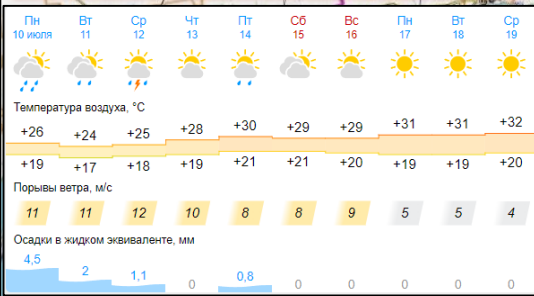 Пн Вт Ср Чт Пт Сб Вс Пн Вт Ср
10 июля 11 12 13 14 15 16 17 18 19
Температура воздуха, °C
+26 +24 +25 +28 +30 +29 +29 +31 +31 +32
+19 +17 +18 +19 +21 +21 +20 +19 +19 +20
Порывы ветра, м/с
11 11 12 10 8 8 9 5 5 4
Осадки в жидком эквиваленте, мм
4,5 2 1,1 0 0,8 0 0 0 0 0